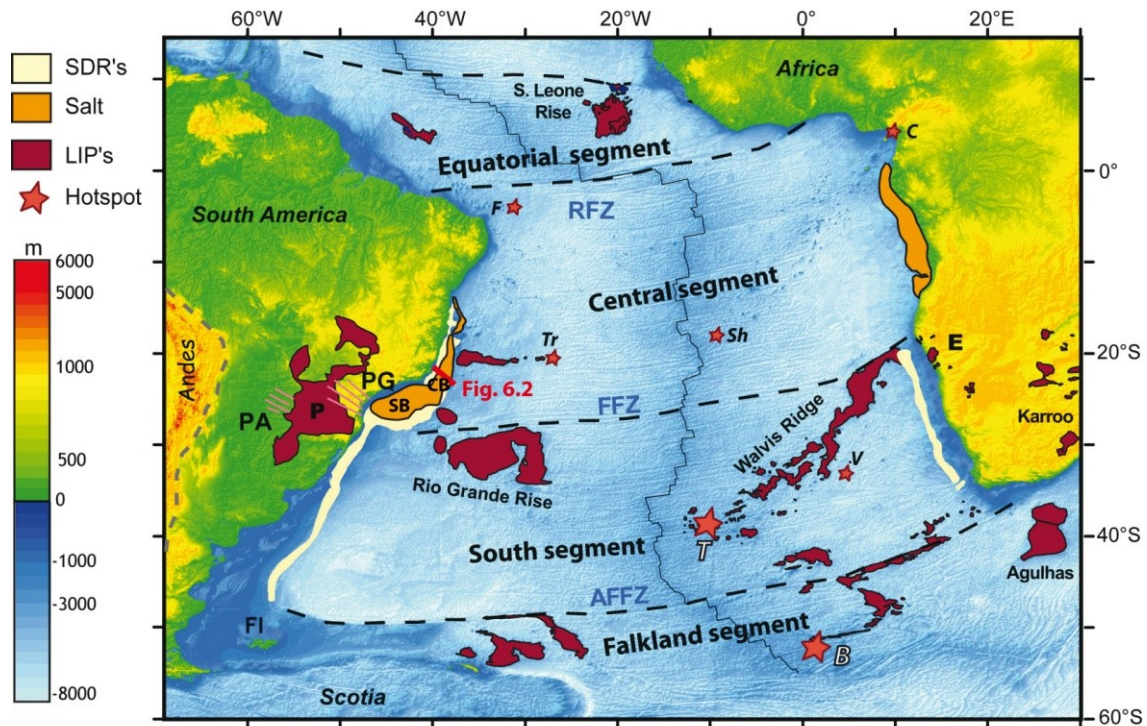 60°W
40°W
20°W
0°
20°E
SDR's
Salt
LIP's
Hotspot
m
6000
5000
1000
500
0
-1000
-3000
-8000
Africa
S. Leone
Rise
C
Equatorial segment
0°
F
RFZ
South America
Central segment
Andes
Tr
Sh
E
20°S
PG
CB
Fig. 6.2
PA
P
SB
FFZ
Karroo
Walvis Ridge
V
Rio Grande Rise
T
South segment
40°S
Agulhas
AFFZ
FI
Falkland segment
B
Scotia
60°S